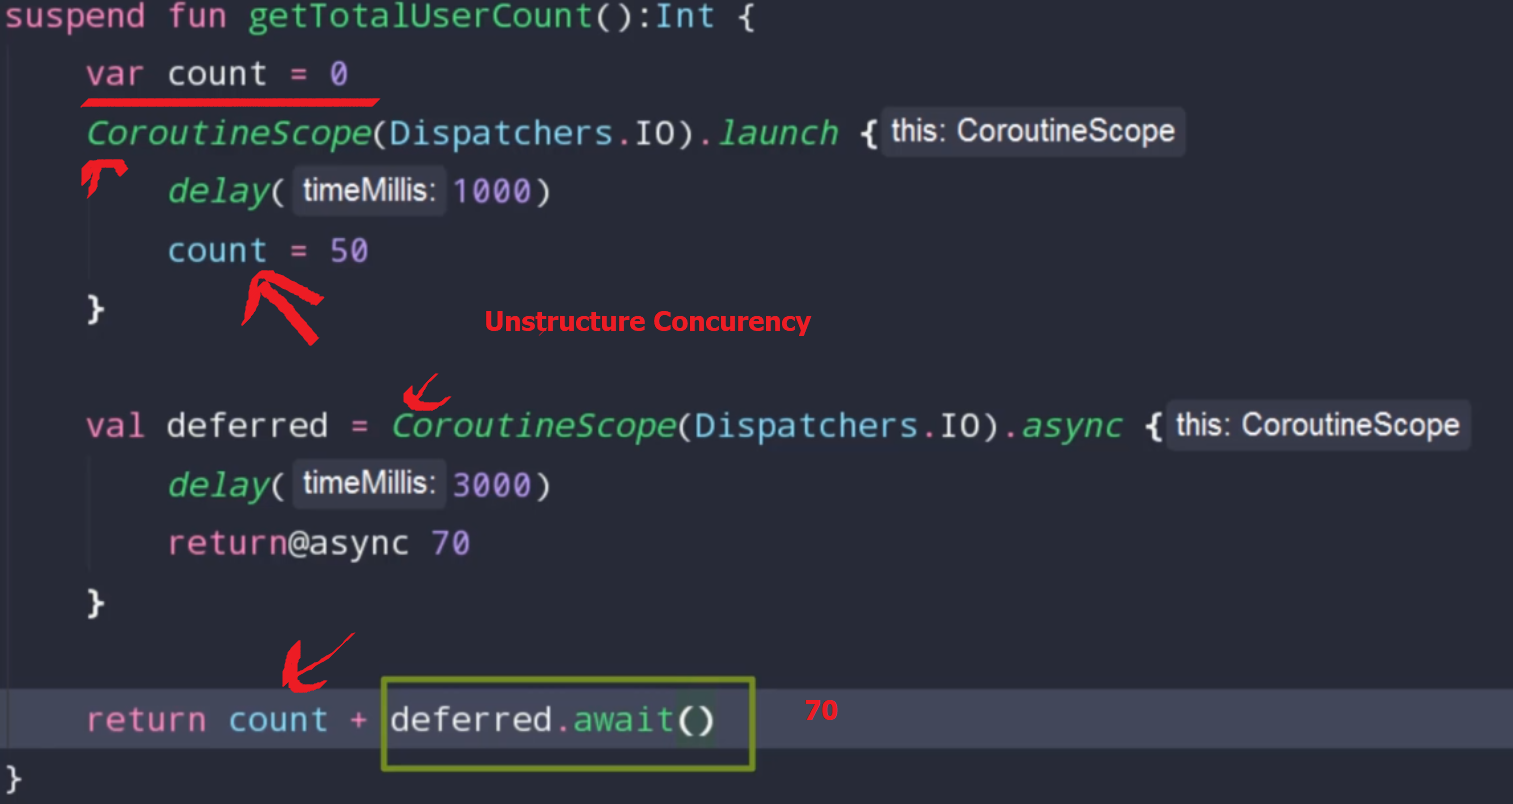 suspend fun getTotalUserCount():Int {
var count = 0
CoroutineScope(Dispatchers.IO).launch { this: CoroutineScope
delay( timeMillis: 1000)
count = 50
}
Unstructure Concurency
val deferred = CoroutineScope(Dispatchers.IO).async { this: CoroutineScope
delay( timeMillis: 3000)
return@async 70
}
return count + deferred.await() 70
}